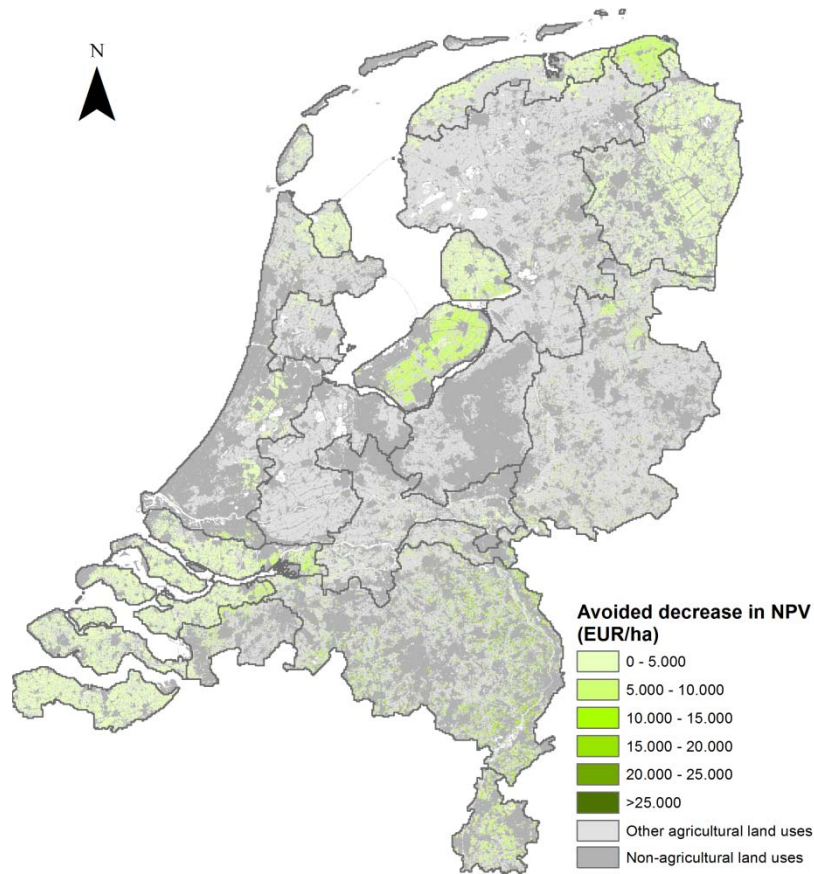 N
Avoided decrease in NPV
(EUR/ha)
0 - 5.000
5.000 - 10.000
10.000 - 15.000
15.000 - 20.000
20.000 - 25.000
>25.000
Other agricultural land uses
Non-agricultural land uses